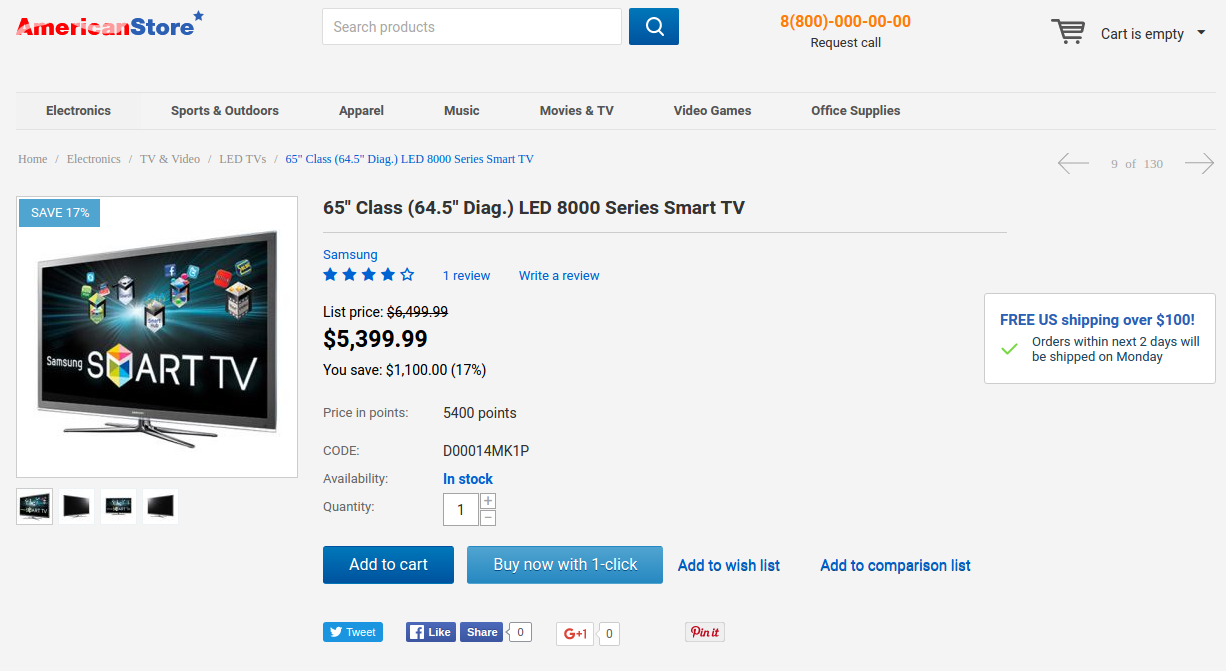 AmericanStore
Search products
8(800)-000-00-00
Request call
Cart is empty
Electronics Sports & Outdoors Apparel Music Movies & TV Video Games Office Supplies
Home / Electronics / TV & Video / LED TVs / 65" Class (64.5" Diag.) LED 8000 Series Smart TV
9 of 130
SAVE 17%
Samsung SMART TV
65" Class (64.5" Diag.) LED 8000 Series Smart TV
Samsung
1 review Write a review
List price: $6,499.99
$5,399.99
You save: $1,100.00 (17%)
Price in points: 5400 points
CODE: D00014MK1P
Availability: In stock
Quantity: 1 + −
FREE US shipping over $100!
Orders within next 2 days will
be shipped on Monday
Add to cart Buy now with 1-click Add to wish list Add to comparison list
Tweet Like Share 0 G+1 0 Pin it